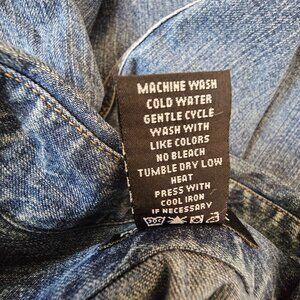 MACHINE WASH
COLD WATER
GENTLE CYCLE
WASH WITH
LIKE COLORS
NO BLEACH
TUMBLE DRY LOW
HEAT
PRESS WITH
COOL IRON
IF NECESSARY